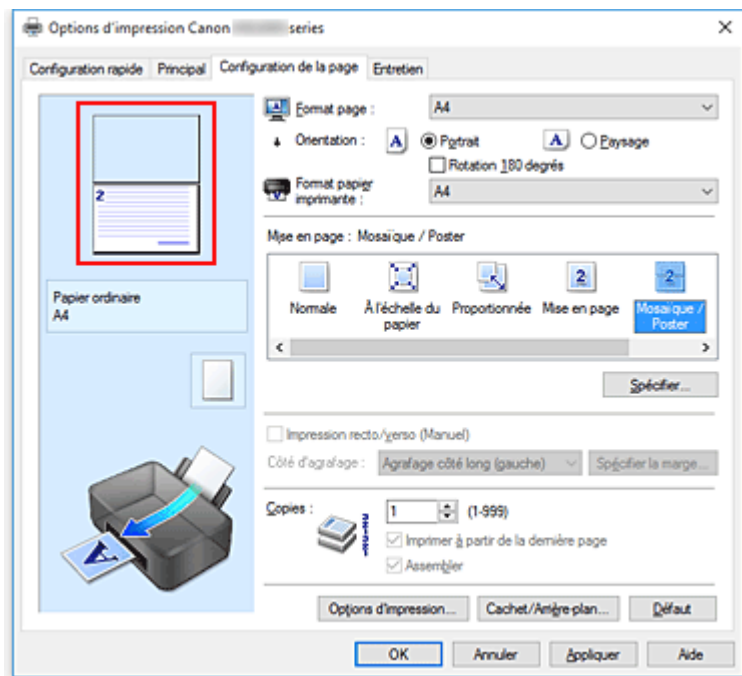 Options d'impression Canon series
Configuration rapide Principal Configuration de la page Entretien
Format page : A4
Orientation : A Portrait A Paysage
Rotation 180 degrés
Format papier
imprimante : A4
2
Mise en page : Mosaïque / Poster
2 2
Normale À l'échelle du papier Proportionnée Mise en page Mosaïque / Poster
Papier ordinaire
A4
Spécifier...
Impression recto/verso (Manuel)
Côté d'agrafage : Agrafage côté long (gauche) Spécifier la marge...
Copies : 1 (1-999)
Imprimer à partir de la dernière page
Assembler
A
Options d'impression... Cachet/Arrière-plan... Défaut
OK Annuler Appliquer Aide